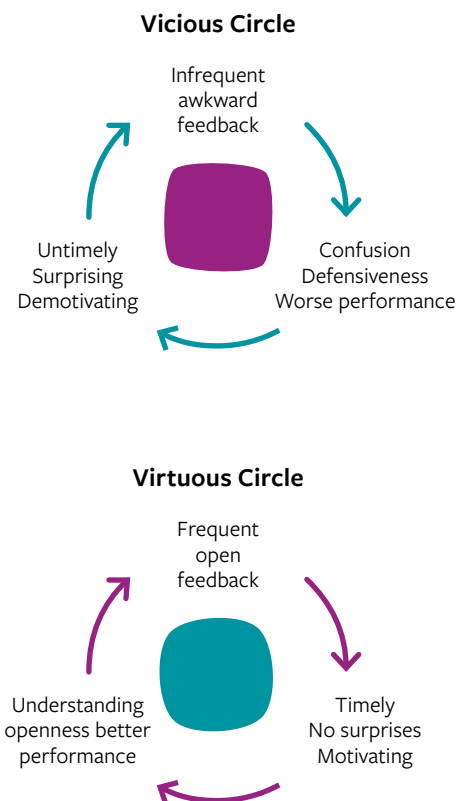 Vicious Circle
Infrequent
awkward
feedback
Untimely
Surprising
Demotivating
Confusion
Defensiveness
Worse performance
Virtuous Circle
Frequent
open
feedback
Understanding
openness better
performance
Timely
No surprises
Motivating